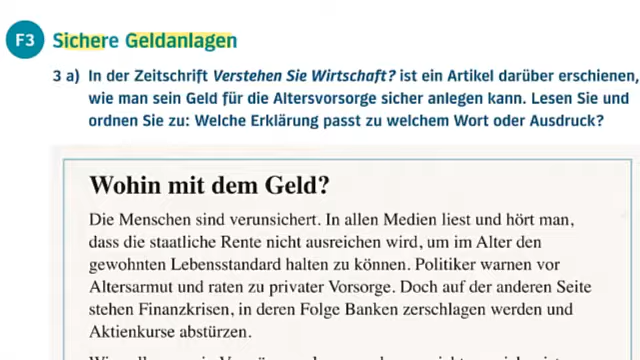 F3 Sichere Geldanlagen
3 a) In der Zeitschrift Verstehen Sie Wirtschaft? ist ein Artikel darüber erschienen,
wie man sein Geld für die Altersvorsorge sicher anlegen kann. Lesen Sie und
ordnen Sie zu: Welche Erklärung passt zu welchem Wort oder Ausdruck?
Wohin mit dem Geld?
Die Menschen sind verunsichert. In allen Medien liest und hört man,
dass die staatliche Rente nicht ausreichen wird, um im Alter den
gewohnten Lebensstandard halten zu können. Politiker warnen vor
Altersarmut und raten zu privater Vorsorge. Doch auf der anderen Seite
stehen Finanzkrisen, in deren Folge Banken zerschlagen werden und
Aktienkurse abstürzen.